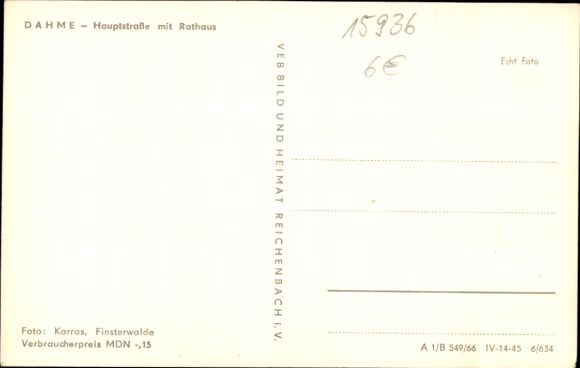 DAHME – Hauptstraße mit Rathaus
15936
6€
Echt Foto
VEB BILD UND HEIMAT REICHENBACH I. V.
Foto: Karras, Finsterwalde
Verbraucherpreis MDN -,15
A 1/B 549/66 IV-14-45 6/634